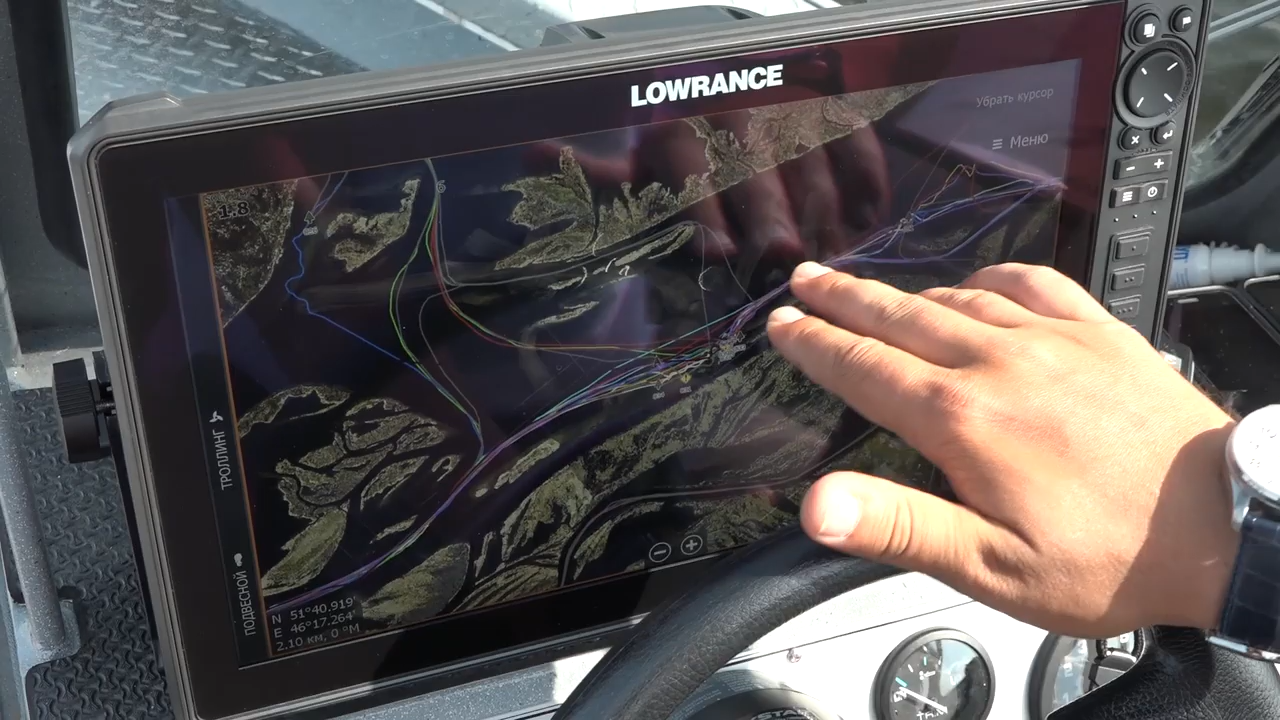 LOWRANCE
Убрать курсор
≡ Меню
1.8
ТРОЛЛИНГ
ПОДВЕСНОЙ
N 51°40.919'
E 46°17.264'
2.10 км, 0 °M